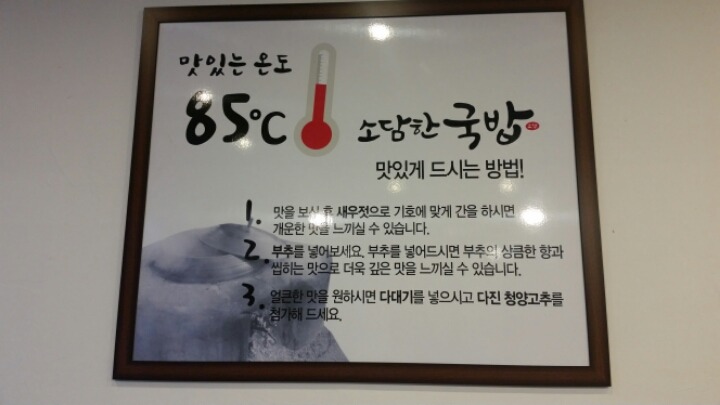 맛있는 온도
85℃
소담한 국밥
맛있게 드시는 방법!
1. 맛을 보신 후 새우젓으로 기호에 맞게 간을 하시면
개운한 맛을 느끼실 수 있습니다.
2. 부추를 넣어보세요. 부추를 넣어드시면 부추의 상큼한 향과
씹히는 맛으로 더욱 깊은 맛을 느끼실 수 있습니다.
3. 얼큰한 맛을 원하시면 다대기를 넣으시고 다진 청양고추를
첨가해 드세요.